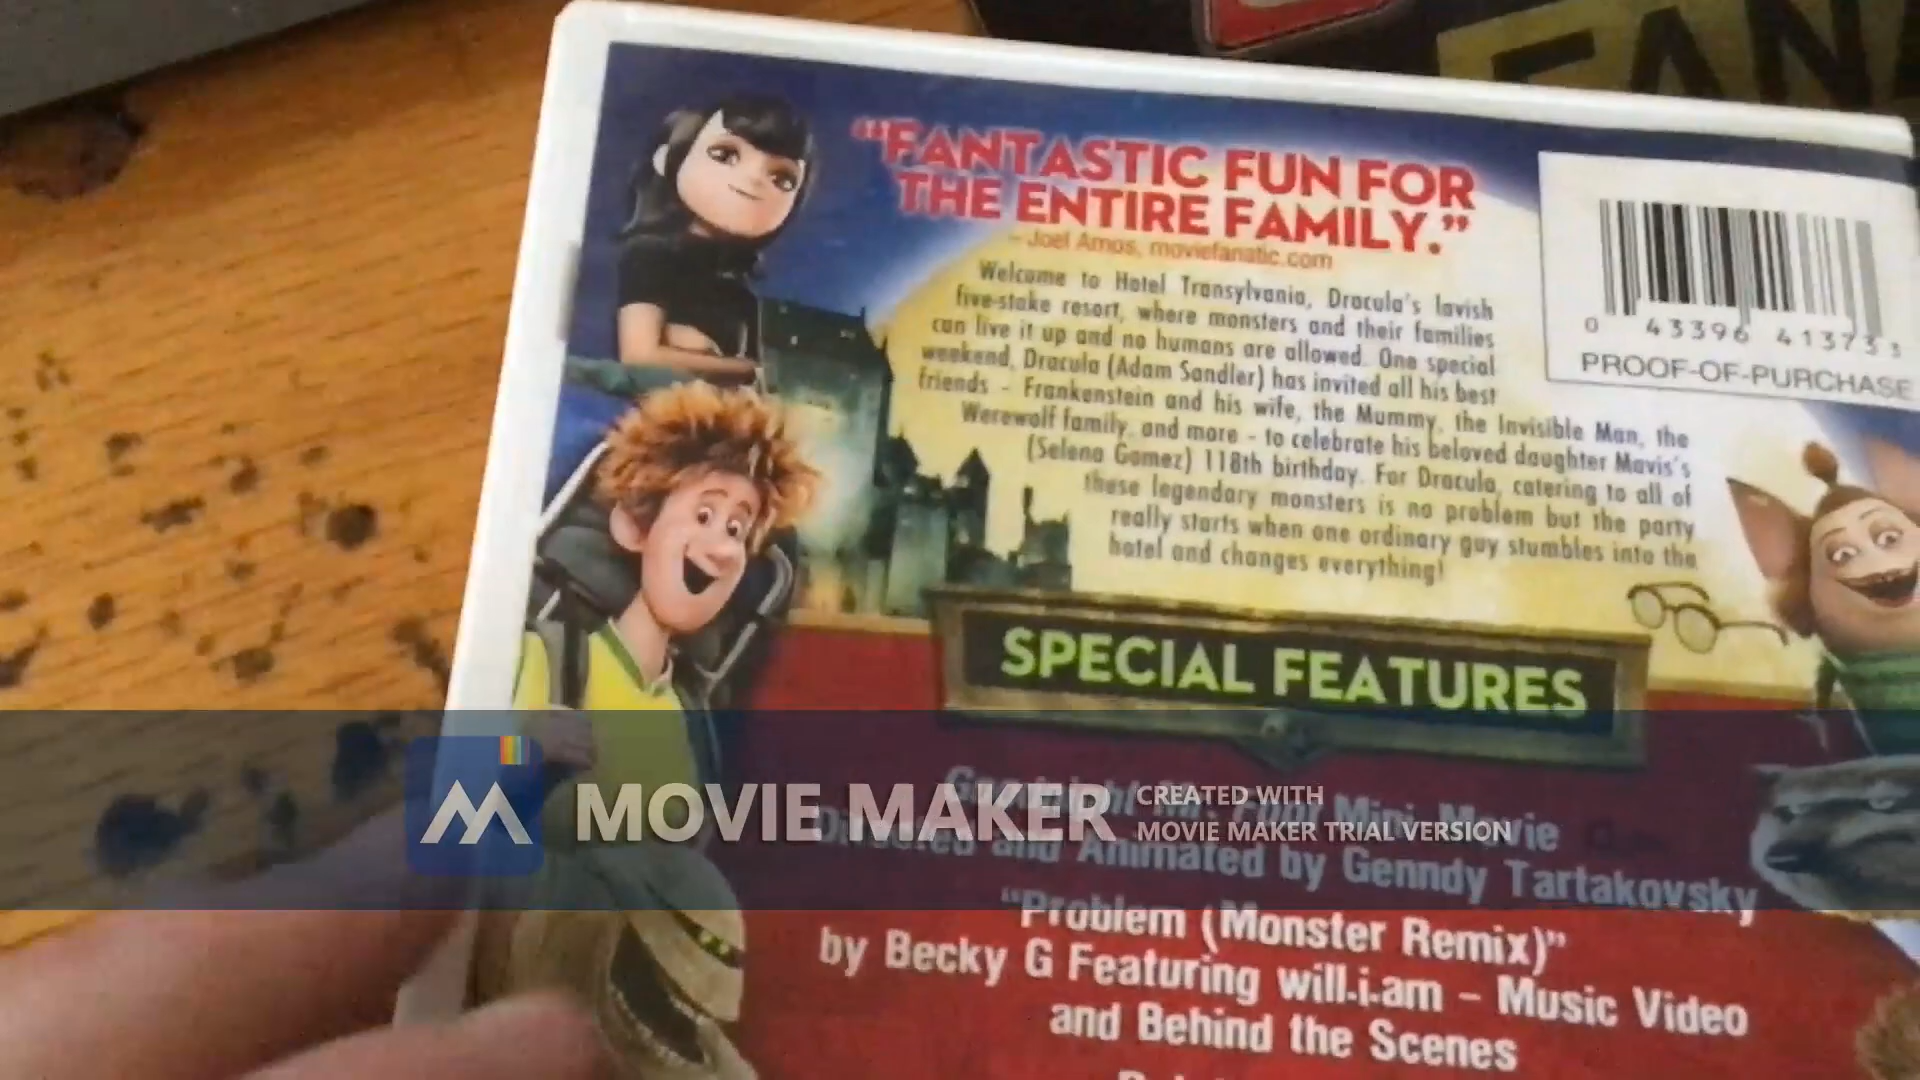 FAN
"FANTASTIC FUN FOR
THE ENTIRE FAMILY."
- Joel Amos, moviefanatic.com
Welcome to Hotel Transylvania, Dracula's lavish
five-stake resort, where monsters and their families
can live it up and no humans are allowed. One special
weekend, Dracula (Adam Sandler) has invited all his best
friends - Frankenstein and his wife, the Mummy, the Invisible Man, the
Werewolf family, and more - to celebrate his beloved daughter Mavis's
(Selena Gomez) 118th birthday. For Dracula, catering to all of
these legendary monsters is no problem but the party
really starts when one ordinary guy stumbles into the
hotel and changes everything!
0 43396 41373 3
PROOF-OF-PURCHASE
SPECIAL FEATURES
Mini Movie
Directed and Animated by Genndy Tartakovsky
"Problem (Monster Remix)"
by Becky G Featuring will.i.am - Music Video
and Behind the Scenes
MOVIE MAKER
CREATED WITH
MOVIE MAKER TRIAL VERSION